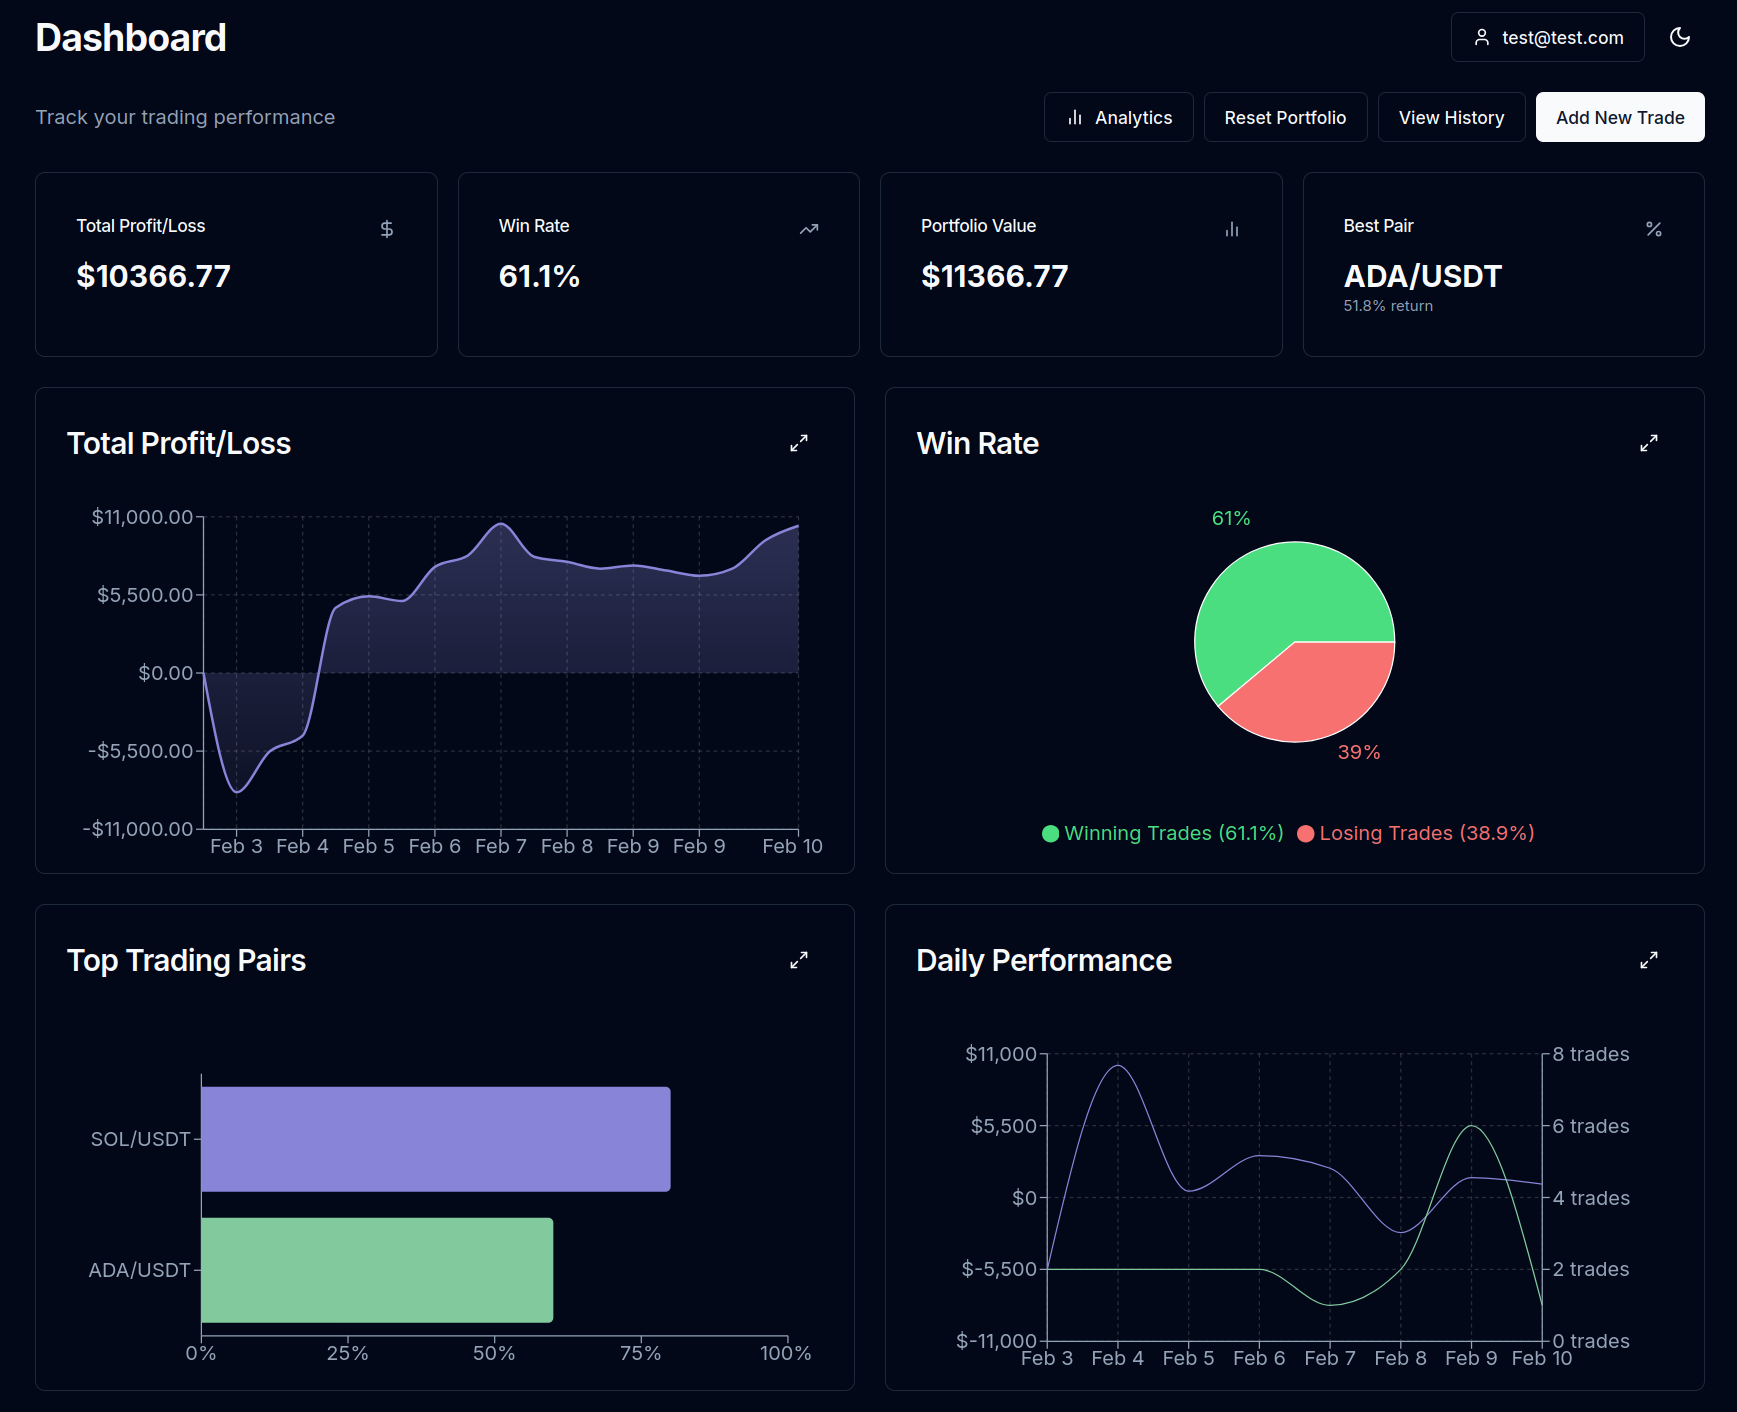 Dashboard
test@test.com
Track your trading performance
Analytics
Reset Portfolio
View History
Add New Trade
Total Profit/Loss
$10366.77
Win Rate
61.1%
Portfolio Value
$11366.77
Best Pair
ADA/USDT
51.8% return
Total Profit/Loss
$11,000.00
$5,500.00
$0.00
-$5,500.00
-$11,000.00
Feb 3 Feb 4 Feb 5 Feb 6 Feb 7 Feb 8 Feb 9 Feb 9 Feb 10
Win Rate
61%
39%
Winning Trades (61.1%) Losing Trades (38.9%)
Top Trading Pairs
SOL/USDT
ADA/USDT
0% 25% 50% 75% 100%
Daily Performance
$11,000
$5,500
$0
$-5,500
$-11,000
8 trades
6 trades
4 trades
2 trades
0 trades
Feb 3 Feb 4 Feb 5 Feb 6 Feb 7 Feb 8 Feb 9 Feb 10